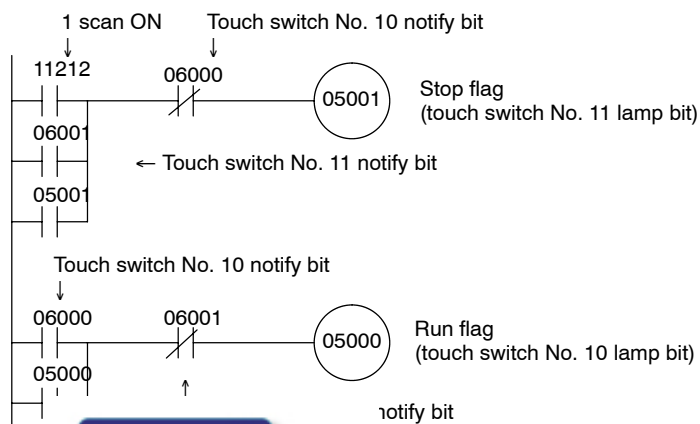 1 scan ON Touch switch No. 10 notify bit
11212 06000
05001 Stop flag
(touch switch No. 11 lamp bit)
06001
← Touch switch No. 11 notify bit
05001
Touch switch No. 10 notify bit
06000 06001
05000 Run flag
(touch switch No. 10 lamp bit)
05000
notify bit